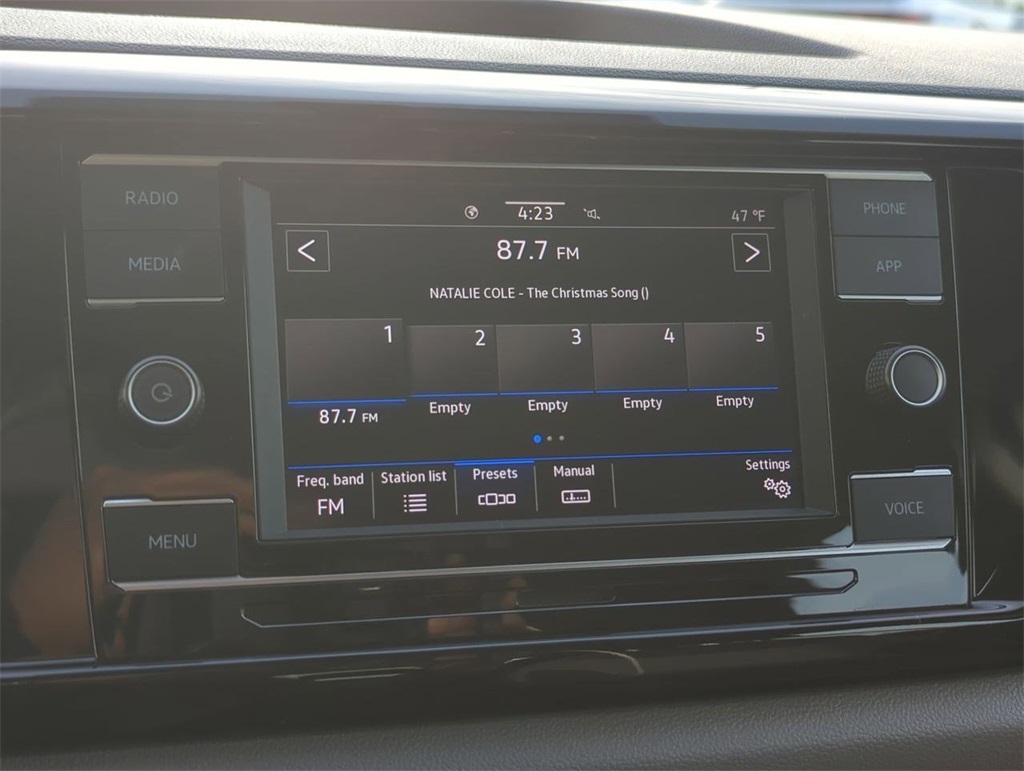 RADIO
MEDIA
MENU
4:23
47 °F
<
87.7 FM
>
NATALIE COLE - The Christmas Song ()
1
2
3
4
5
87.7 FM
Empty
Empty
Empty
Empty
Freq. band
FM
Station list
Presets
Manual
Settings
PHONE
APP
VOICE